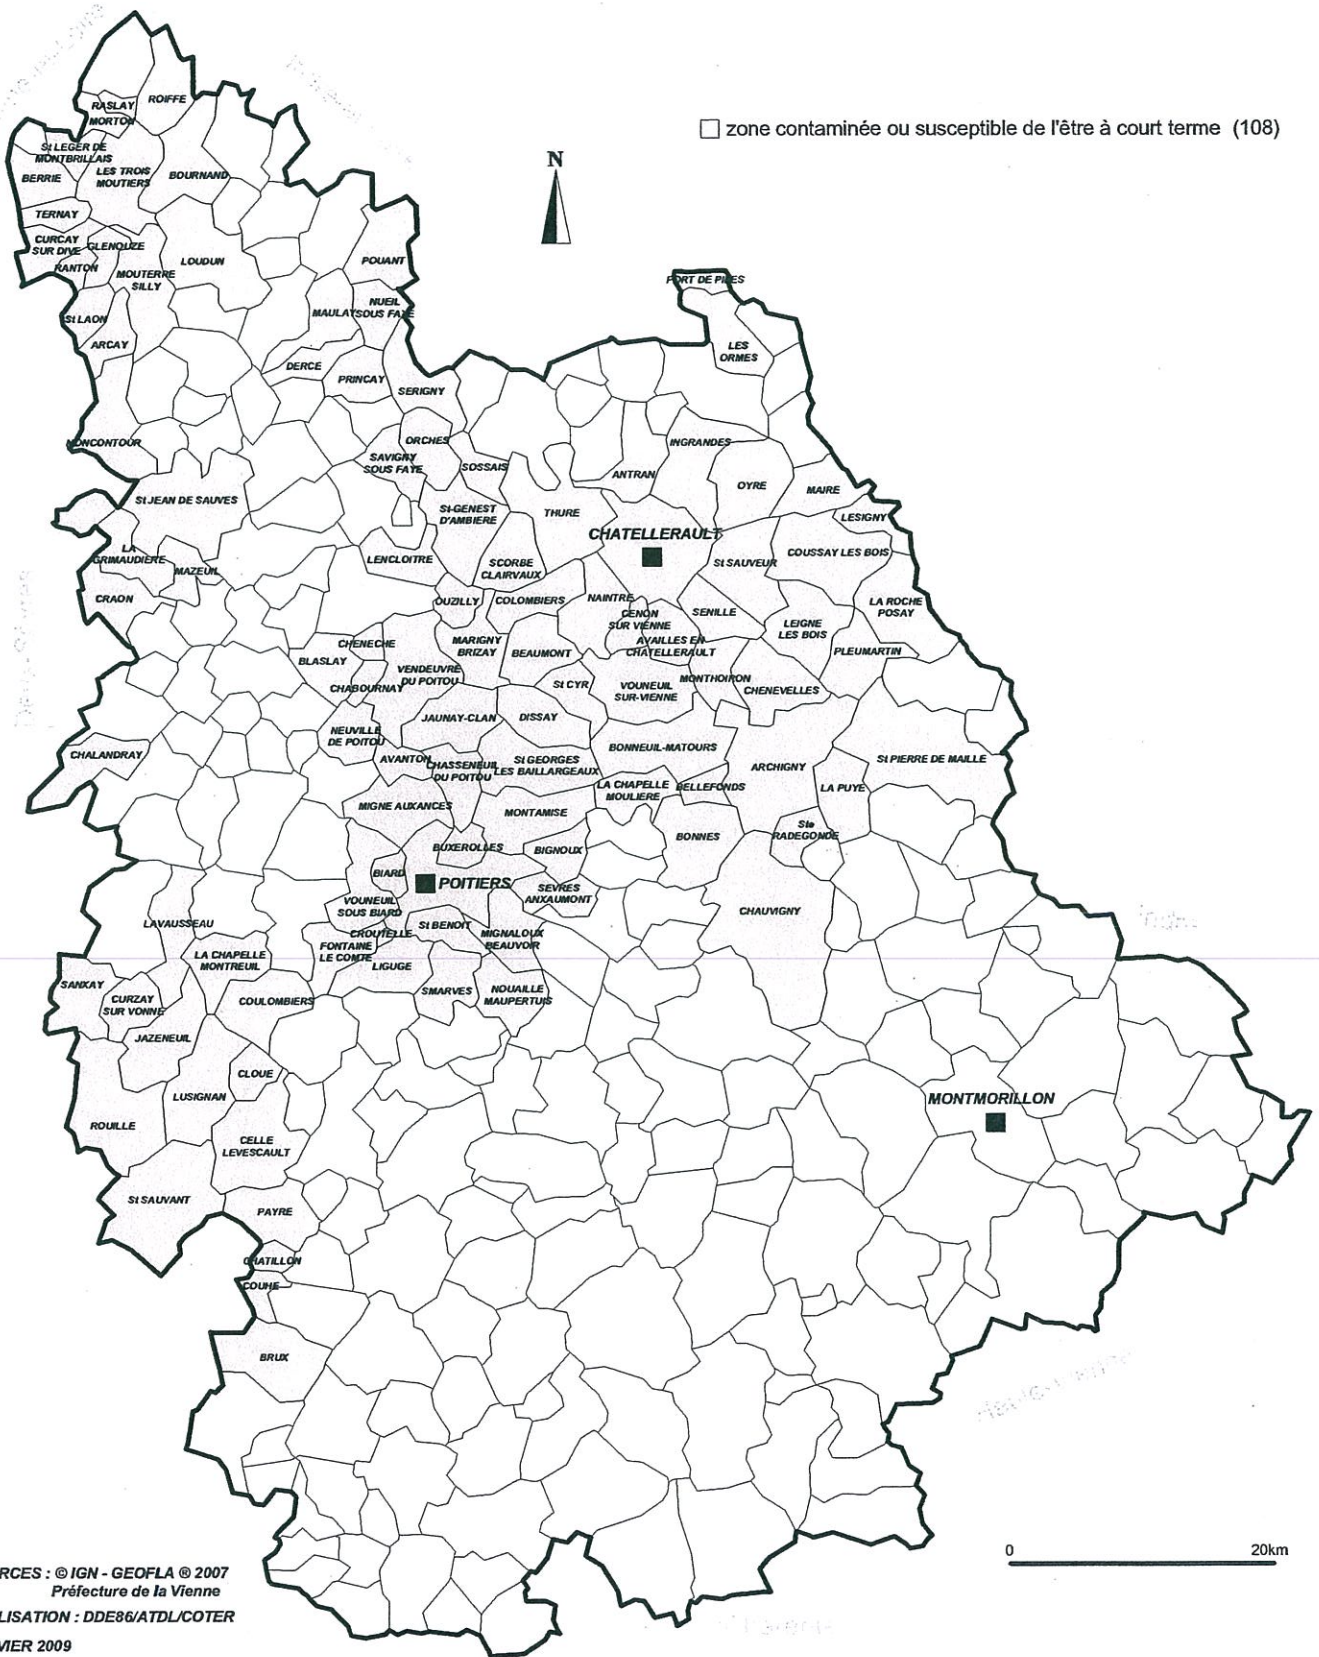 RASLAY
ROIFFE
MORTON
zone contaminée ou susceptible de l'être à court terme (108)
N
St LEGER DE
MONTBRILLAIS
BERRIE
LES TROIS
MOUTIERS
BOURNAND
TERNAY
CURCAY
SUR DIVE
GLENOUZE
RANTON
MOUTERRE
SILLY
LOUDUN
POUANT
PORT DE PILES
MAULAY
NUEIL
SOUS FAYE
St LAON
ARCAY
LES
ORMES
DERCE
PRINCAY
SERIGNY
MONCONTOUR
ORCHES
INGRANDES
SAVIGNY
SOUS FAYE
SOSSAIS
ANTRAN
OYRE
MAIRE
St JEAN DE SAUVES
St-GENEST
D'AMBIERE
THURE
LESIGNY
CHATELLERAULT
LA
GRIMAUDIERE
MAZEUIL
LENCLOITRE
SCORBE
CLAIRVAUX
St SAUVEUR
COUSSAY LES BOIS
CRAON
OUZILLY
COLOMBIERS
NAINTRE
CENON
SUR VIENNE
SENILLE
LA ROCHE
POSAY
LEIGNE
LES BOIS
CHENECHE
MARIGNY
BRIZAY
BEAUMONT
AVAILLES EN
CHATELLERAULT
PLEUMARTIN
BLASLAY
VENDEUVRE
DU POITOU
CHABOURNAY
St CYR
VOUNEUIL
SUR-VIENNE
MONTHOIRON
CHENEVELLES
JAUNAY-CLAN
DISSAY
NEUVILLE
DE POITOU
BONNEUIL-MATOURS
CHALANDRAY
AVANTON
CHASSENEUIL
DU POITOU
St GEORGES
LES BAILLARGEAUX
ARCHIGNY
St PIERRE DE MAILLE
LA CHAPELLE
MOULIERE
BELLEFONDS
LA PUYE
MIGNE AUXANCES
MONTAMISE
BONNES
Ste
RADEGONDE
BUXEROLLES
BIGNOUX
BIARD
POITIERS
SEVRES
ANXAUMONT
VOUNEUIL
SOUS BIARD
CHAUVIGNY
LAVAUSSEAU
CROUTELLE
St BENOIT
MIGNALOUX
BEAUVOIR
FONTAINE
LE COMTE
LA CHAPELLE
MONTREUIL
LIGUGE
SANXAY
CURZAY
SUR VONNE
COULOMBIERS
SMARVES
NOUAILLE
MAUPERTUIS
JAZENEUIL
CLOUE
LUSIGNAN
MONTMORILLON
ROUILLE
CELLE
LEVESCAULT
St SAUVANT
PAYRE
CHATILLON
COUHE
BRUX
0 20km
RCES : © IGN - GEOFLA ® 2007
Préfecture de la Vienne
LISATION : DDE86/ATDL/COTER
VIER 2009